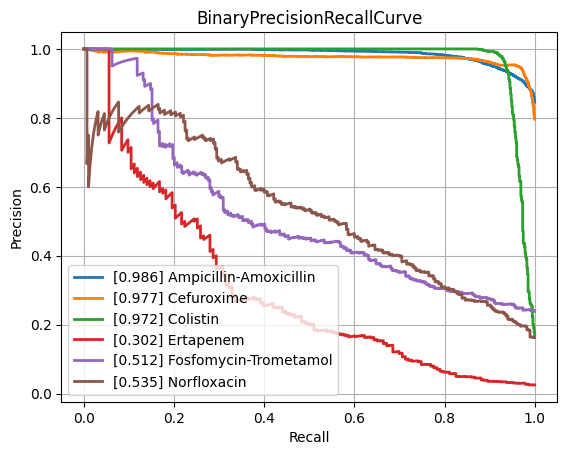 BinaryPrecisionRecallCurve
1.0
0.8
0.6
0.4
0.2
0.0
Precision
[0.986] Ampicillin-Amoxicillin
[0.977] Cefuroxime
[0.972] Colistin
[0.302] Ertapenem
[0.512] Fosfomycin-Trometamol
[0.535] Norfloxacin
0.0 0.2 0.4 0.6 0.8 1.0
Recall